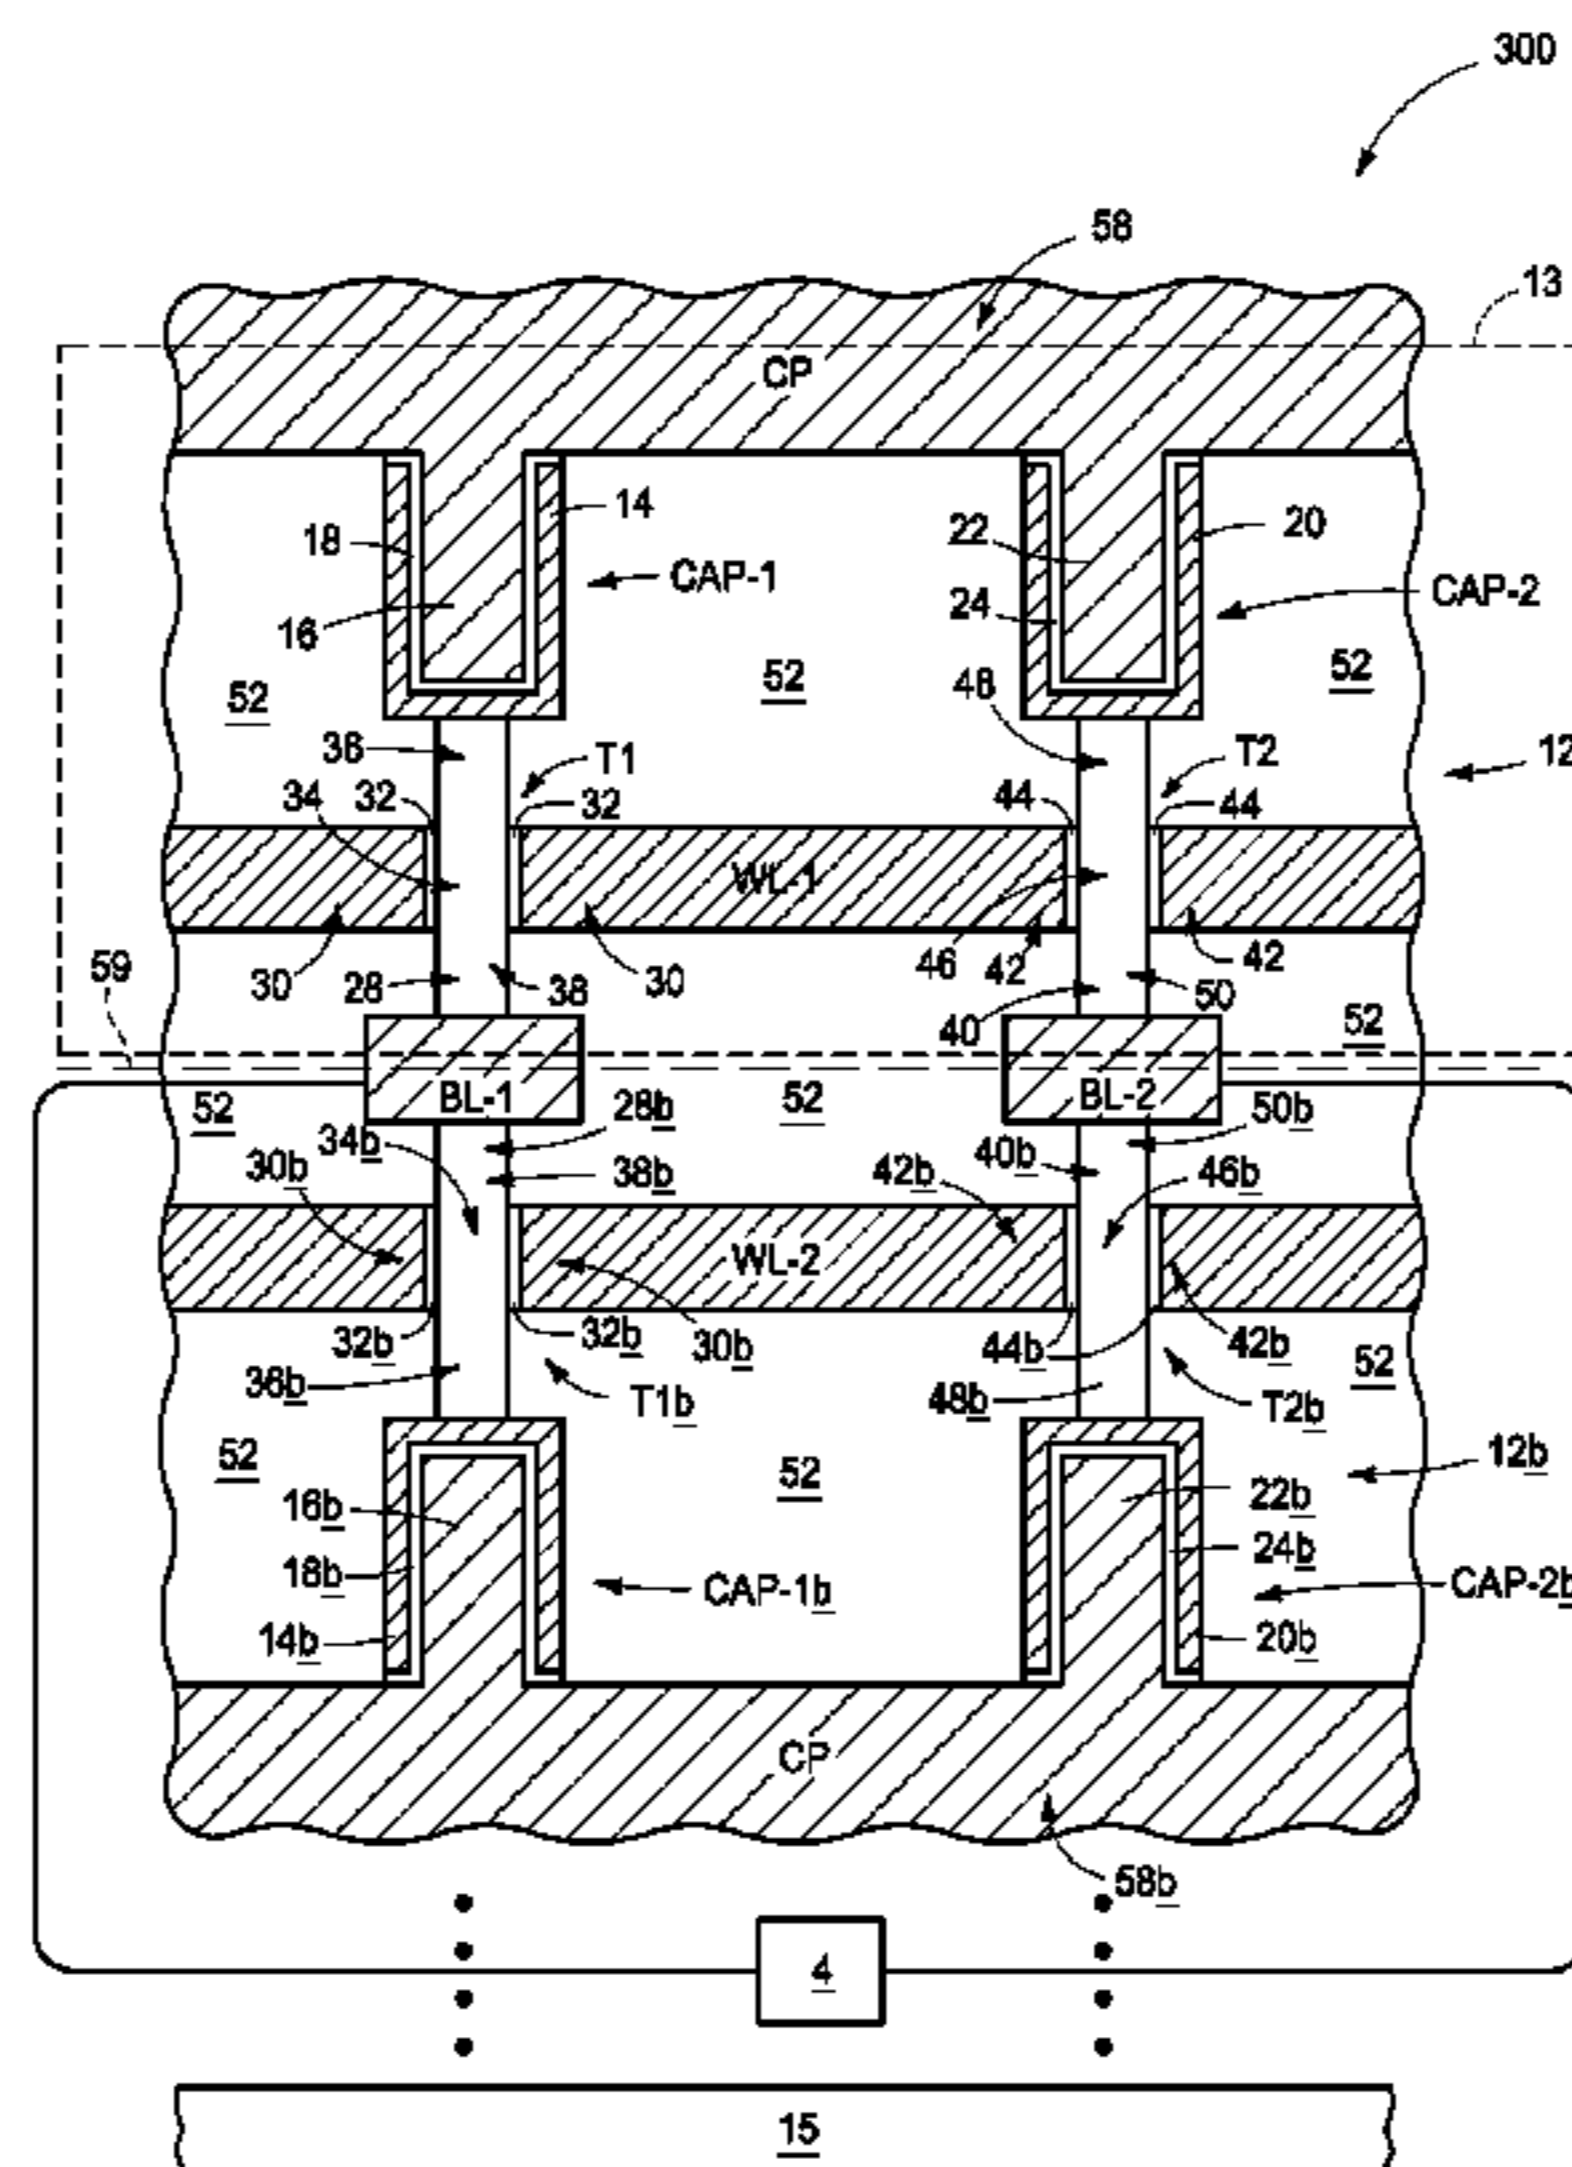 300
58
13
CP
18 14 22 20
CAP-1 CAP-2
16 24
52 52 48 52
36 T1 T2 12
34 32 32 44 44
WL-1
59 30 28 38 30 46 42 40 50 42
52
BL-1 BL-2
52 28b 52 50b
34b 30b 38b 42b 40b 46b
WL-2
32b 32b 30b 44b 42b 52
36b T1b 48b T2b
52 52 12b
16b 22b
18b 24b
CAP-1b CAP-2b
14b 20b
CP
58b
4
15